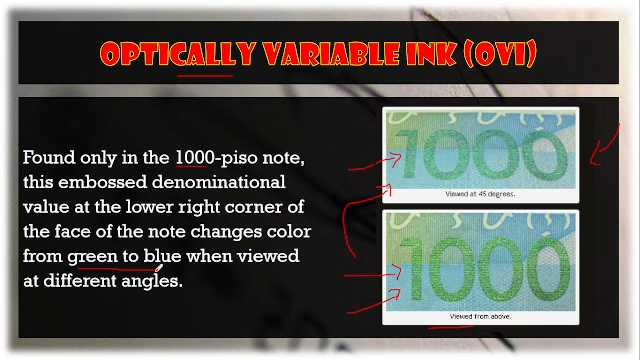 OPTICALLY VARIABLE INK (OVI)
Found only in the 1000-piso note,
this embossed denominational
value at the lower right corner of
the face of the note changes color
from green to blue when viewed
at different angles.
1000
Viewed at 45 degrees.
1000
Viewed from above.